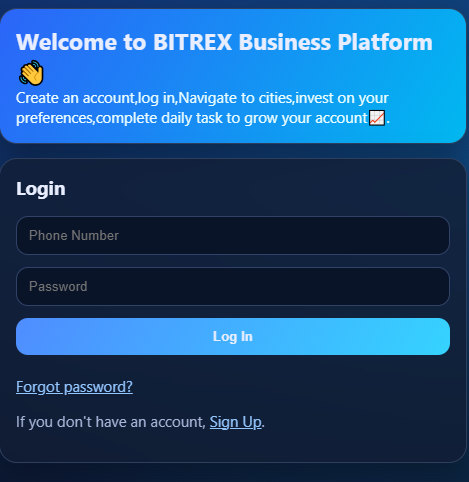 Welcome to BITREX Business Platform
👋
Create an account,log in,Navigate to cities,invest on your
preferences,complete daily task to grow your account📈.
Login
Phone Number
Password
Log In
Forgot password?
If you don't have an account, Sign Up.